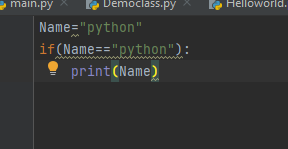 main.py Democlass.py Helloworld.
Name="python"
if(Name=="python"):
    print(Name)